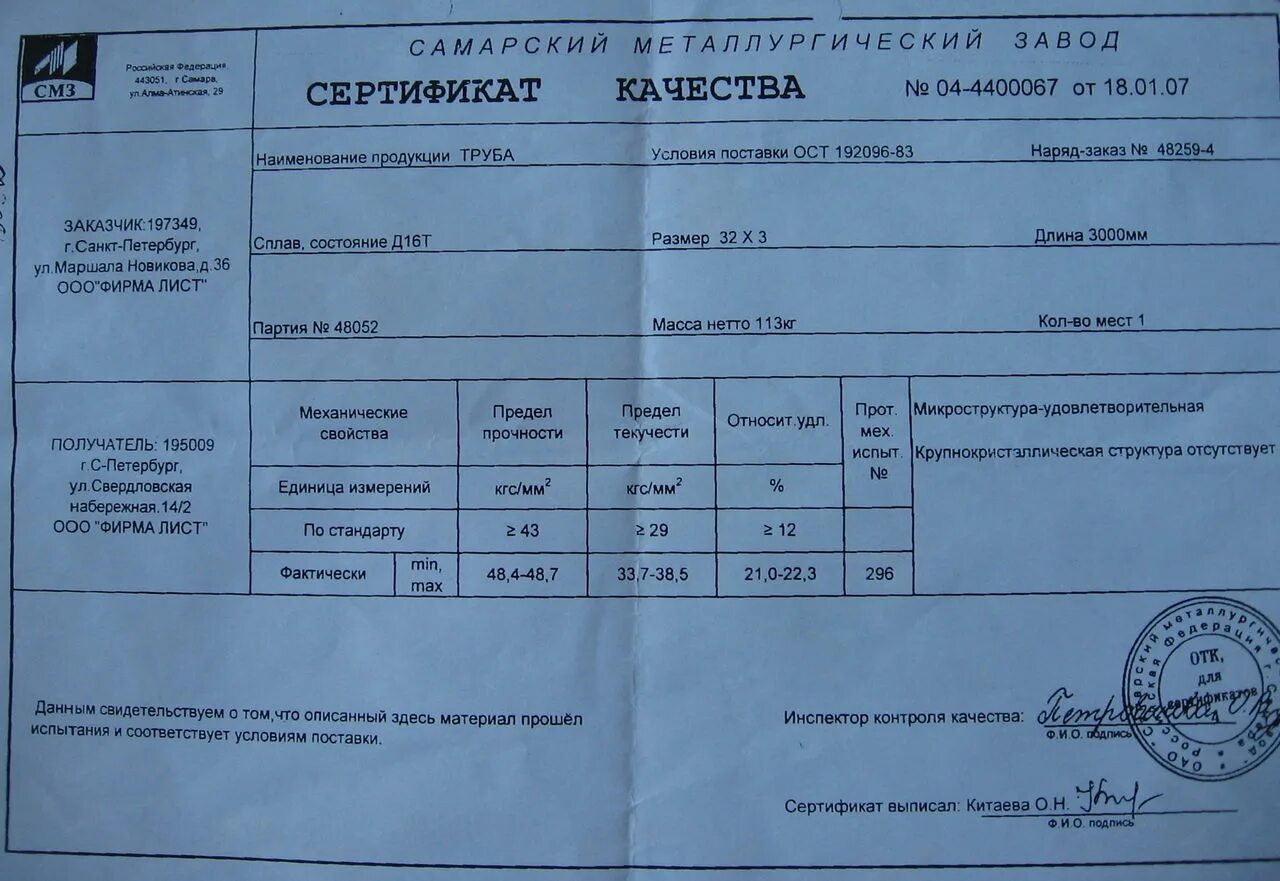 СМЗ
Российская Федерация
443051, г Самара,
ул.Алма-Атинская, 29
САМАРСКИЙ МЕТАЛЛУРГИЧЕСКИЙ ЗАВОД
СЕРТИФИКАТ КАЧЕСТВА № 04-4400067 от 18.01.07
ЗАКАЗЧИК:197349,
г.Санкт-Петербург,
ул.Маршала Новикова,д.36
ООО"ФИРМА ЛИСТ"
Наименование продукции ТРУБА Условия поставки ОСТ 192096-83 Наряд-заказ № 48259-4
Сплав, состояние Д16Т Размер 32 X 3 Длина 3000мм
Партия № 48052 Масса нетто 113кг Кол-во мест 1
ПОЛУЧАТЕЛЬ: 195009
г.С-Петербург,
ул.Свердловская
набережная.14/2
ООО "ФИРМА ЛИСТ"
Механические
свойства
Предел
прочности
Предел
текучести
Относит.удл.
Прот.
мех.
испыт.
№
Микроструктура-удовлетворительная
Крупнокристаллическая структура отсутствует
Единица измерений кгс/мм² кгс/мм² %
По стандарту ≥ 43 ≥ 29 ≥ 12
Фактически min, max 48,4-48,7 33,7-38,5 21,0-22,3 296
Данным свидетельствуем о том,что описанный здесь материал прошёл
испытания и соответствует условиям поставки.
Инспектор контроля качества:
Ф.И.О. подпись
ОТК,
для
сертификатов
Сертификат выписал: Китаева О.Н.
Ф.И.О. подпись